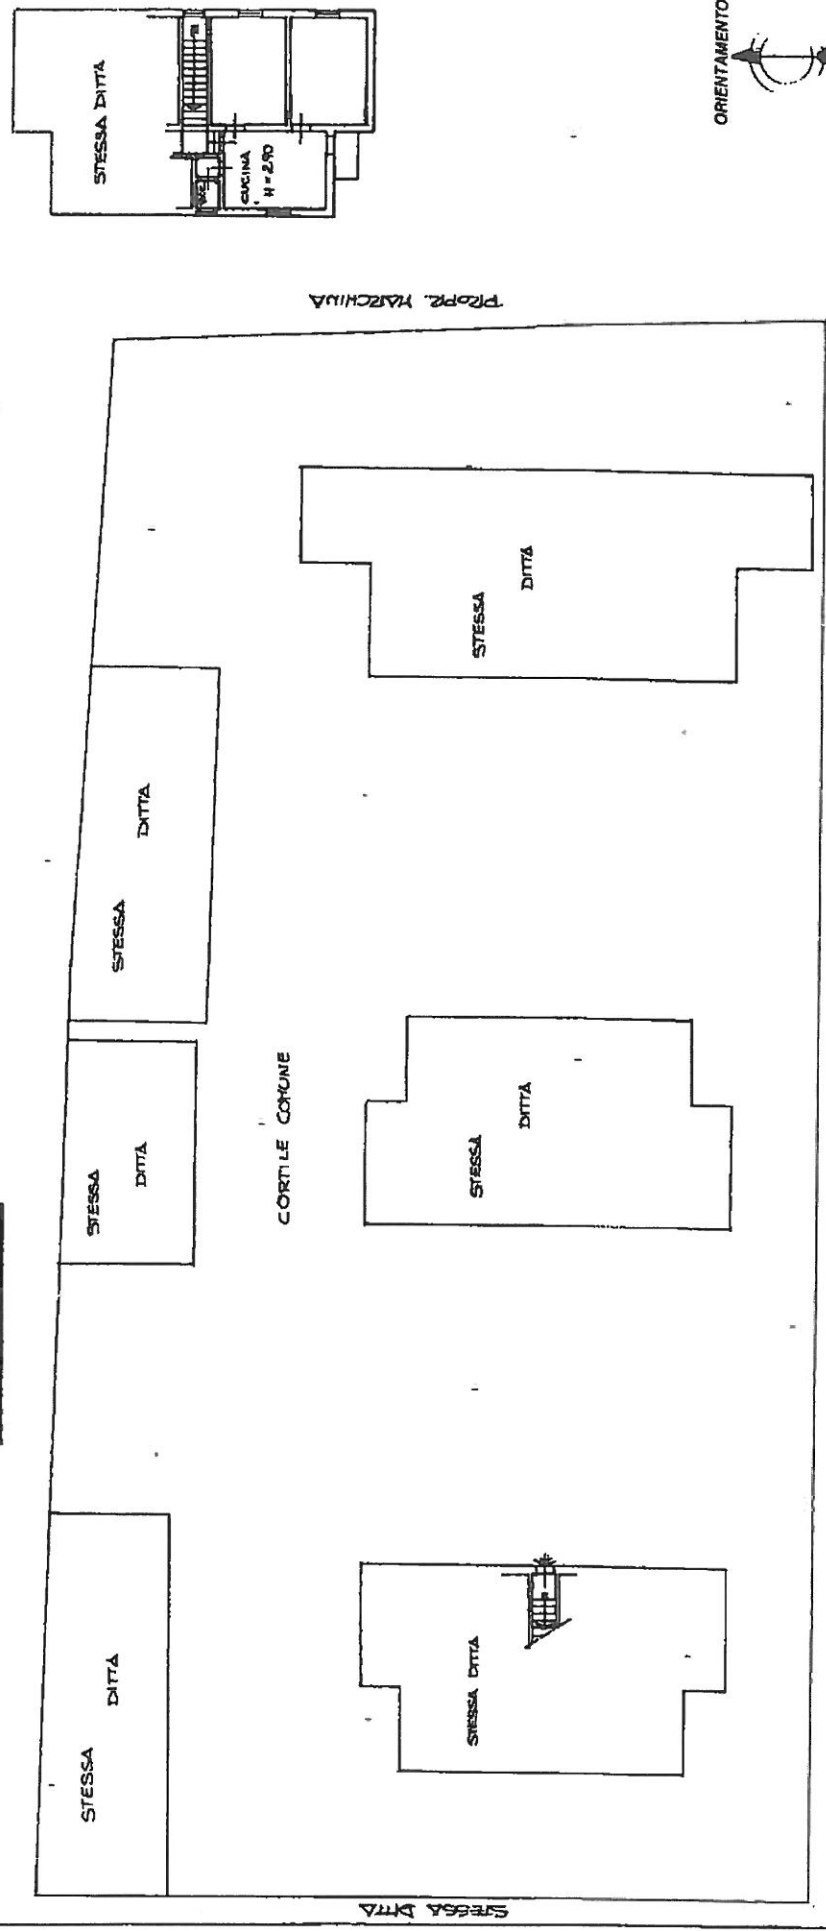 STESSA DITTA
W.C.
CUCINA
H = 2.90
ORIENTAMENTO
PROPR. MARCHINA
STESSA
DITTA
STESSA
DITTA
STESSA
DITTA
CORTILE COMUNE
STESSA
DITTA
STESSA
DITTA
STESSA
DITTA
STESSA DITTA
STESSA DITTA